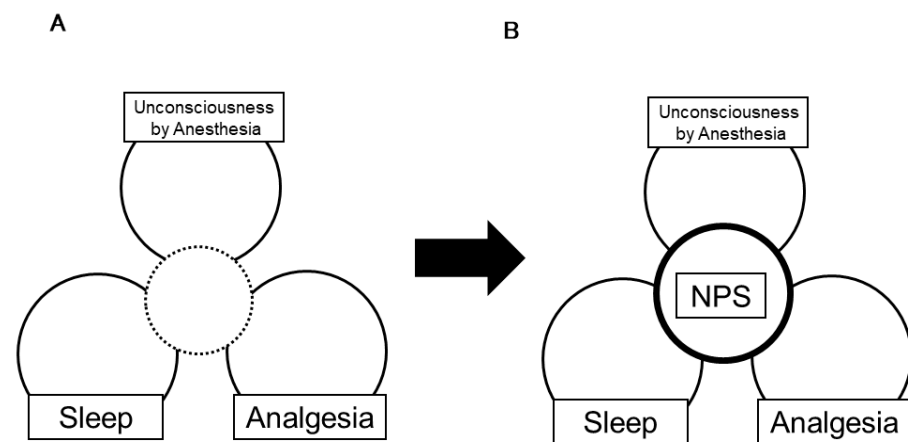 A
Unconsciousness
by Anesthesia
Sleep
Analgesia
B
Unconsciousness
by Anesthesia
NPS
Sleep
Analgesia